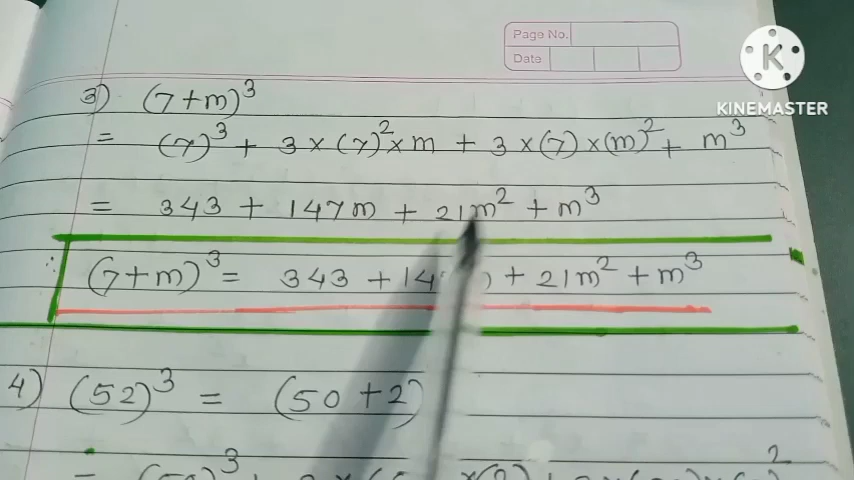 Page No.
Date
K
KINEMASTER
3) (7+m)³
= (7)³ + 3×(7)²×m + 3×(7)×(m)² + m³
= 343 + 147m + 21m² + m³
∴ (7+m)³ = 343 + 14 + 21m² + m³
4) (52)³ = (50+2)